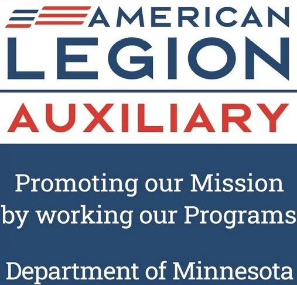 AMERICAN
LEGION
AUXILIARY
Promoting our Mission
by working our Programs
Department of Minnesota